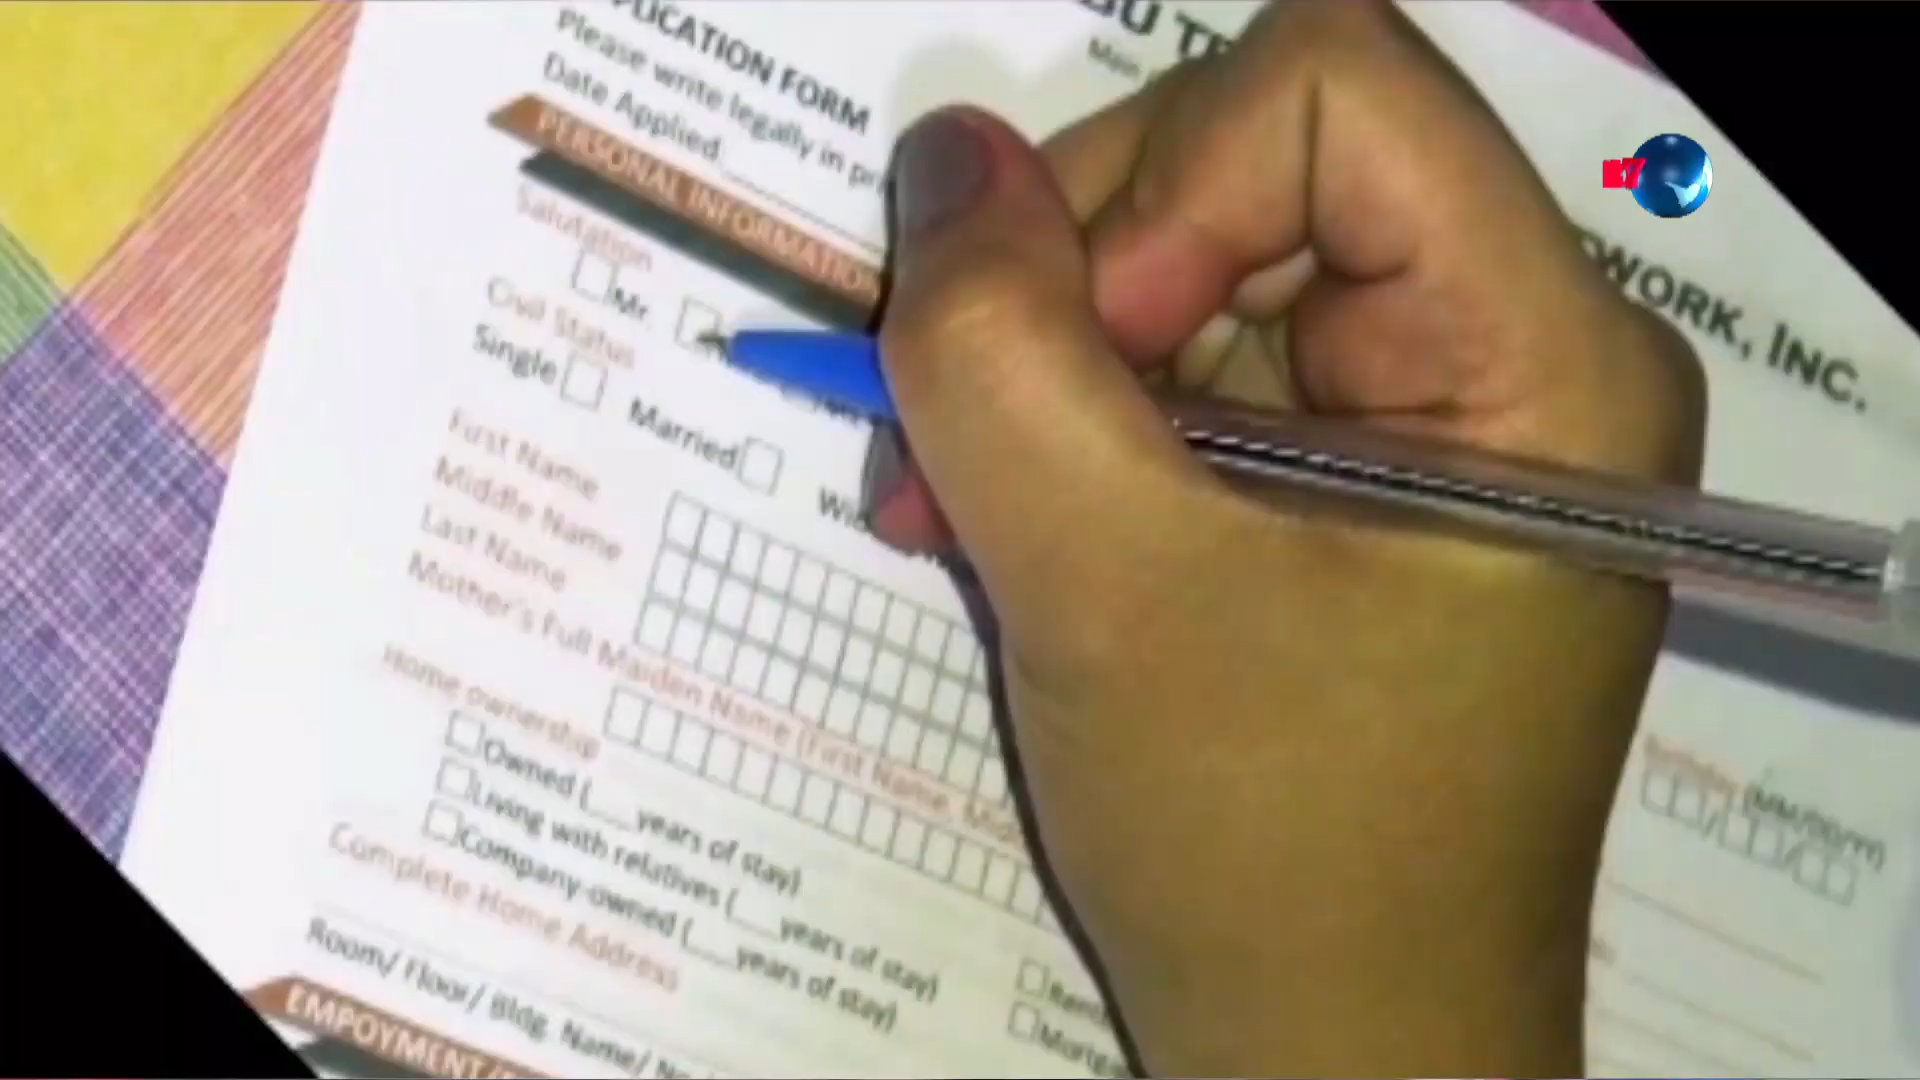 APPLICATION FORM
Please write legally in
Date Applied
PERSONAL INFORMATION
Salutation
Mr.
Civil Status
Single Married
First Name
Middle Name
Last Name
Mother's Full Maiden Name (First Name,
Home ownership
Owned (___years of stay)
Living with relatives (___years of stay)
Company-owned (___years of stay)
Complete Home Address
Room/ Floor/ Bldg. Name/
EMPOYMENT/
WORK, INC.
(MM/DD/YY)